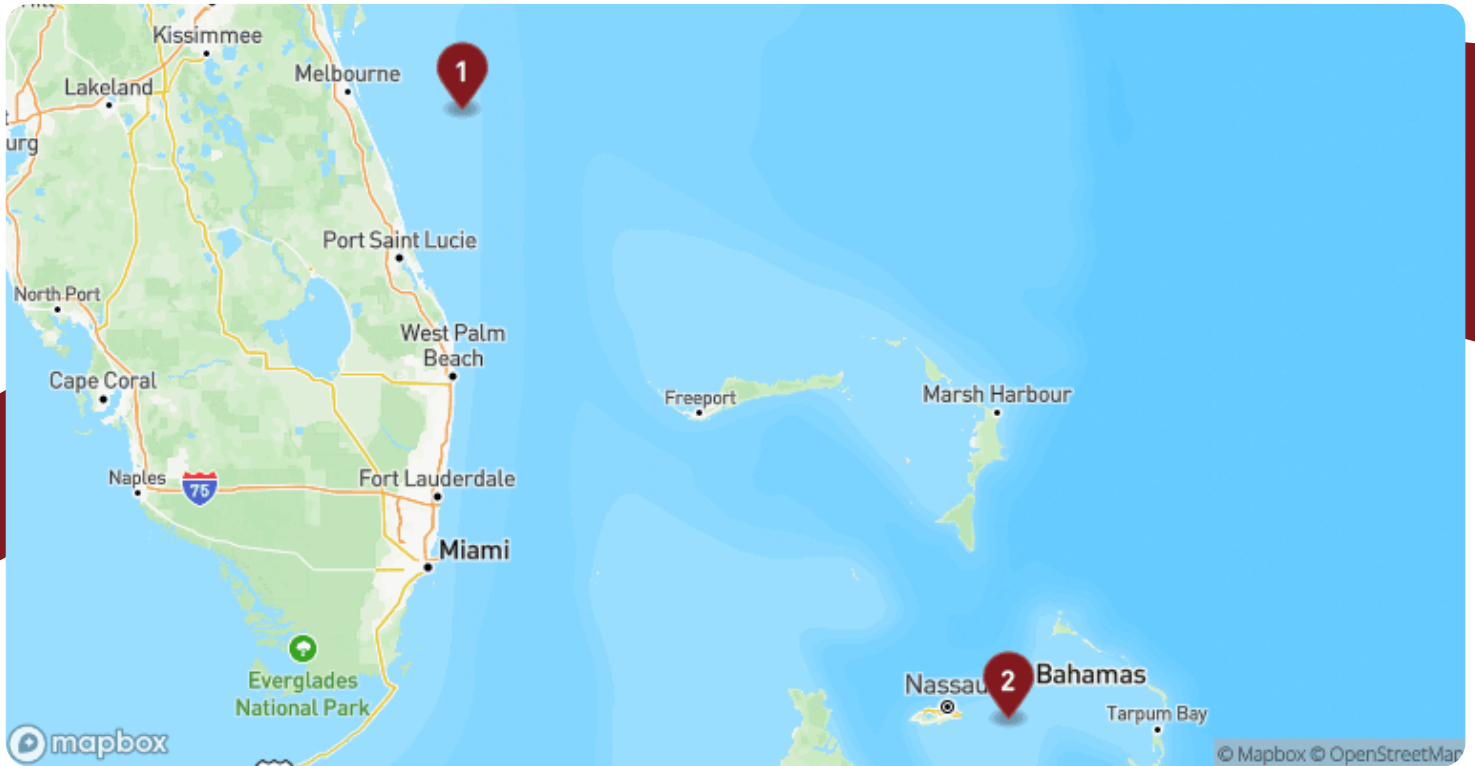 Kissimmee
1
Melbourne
Lakeland
urg
Port Saint Lucie
North Port
West Palm
Beach
Cape Coral
Freeport
Marsh Harbour
Naples
75
Fort Lauderdale
Miami
Everglades
National Park
2
Bahamas
Nassau
Tarpum Bay
mapbox
© Mapbox © OpenStreetMap